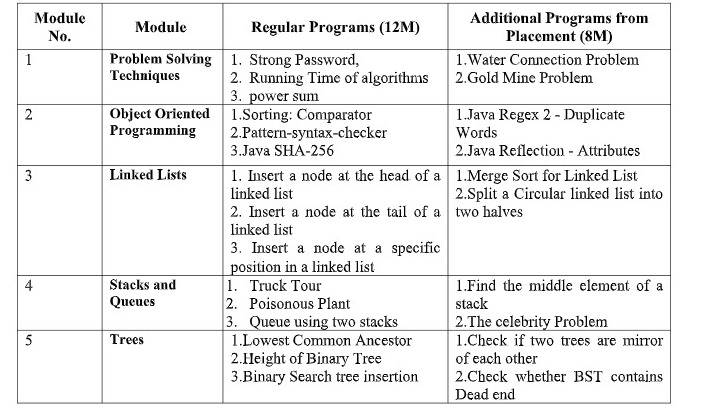 Module No. Module Regular Programs (12M) Additional Programs from Placement (8M)
1 Problem Solving Techniques 1. Strong Password, 1.Water Connection Problem
2. Running Time of algorithms 2.Gold Mine Problem
3. power sum
2 Object Oriented Programming 1.Sorting: Comparator 1.Java Regex 2 - Duplicate
2.Pattern-syntax-checker Words
3.Java SHA-256 2.Java Reflection - Attributes
3 Linked Lists 1. Insert a node at the head of a 1.Merge Sort for Linked List
linked list 2.Split a Circular linked list into
2. Insert a node at the tail of a two halves
linked list
3. Insert a node at a specific
position in a linked list
4 Stacks and Queues 1. Truck Tour 1.Find the middle element of a
2. Poisonous Plant stack
3. Queue using two stacks 2.The celebrity Problem
5 Trees 1.Lowest Common Ancestor 1.Check if two trees are mirror
2.Height of Binary Tree of each other
3.Binary Search tree insertion 2.Check whether BST contains
Dead end